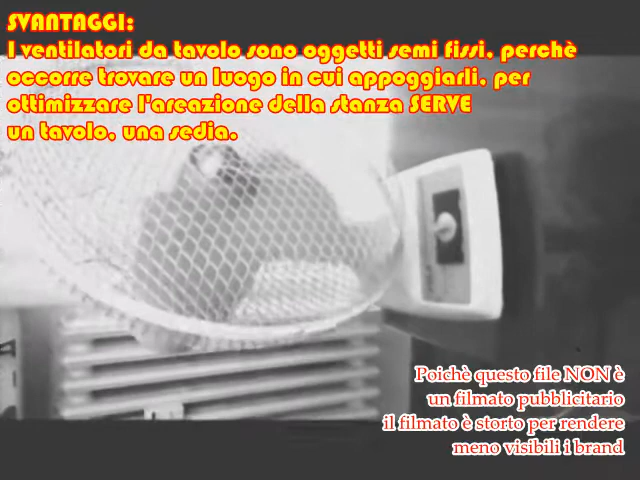 SVANTAGGI:
I ventilatori da tavolo sono oggetti semi fissi, perchè
occorre trovare un luogo in cui appoggiarli, per
ottimizzare l'areazione della stanza SERVE
un tavolo, una sedia.
Poichè questo file NON è
un filmato pubblicitario
il filmato è storto per rendere
meno visibili i brand